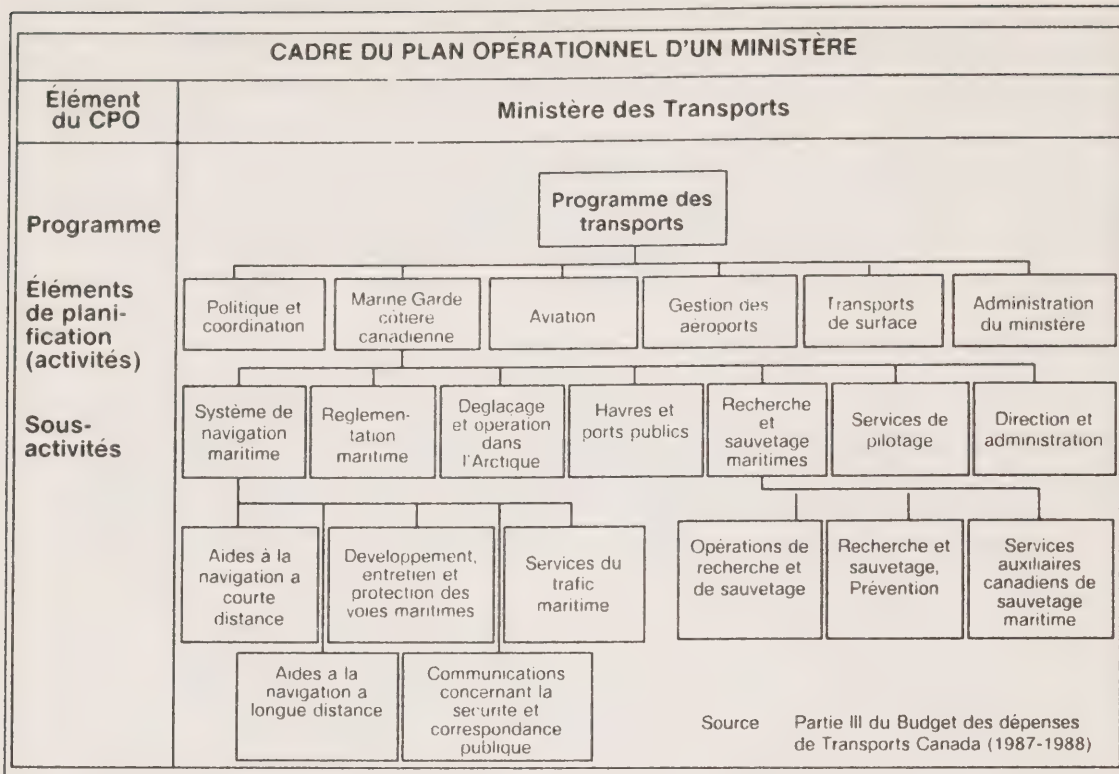 CADRE DU PLAN OPÉRATIONNEL D'UN MINISTÈRE
Élément
du CPO
Ministère des Transports
Programme
Programme des
transports
Éléments
de plani-
fication
(activités)
Politique et
coordination
Marine Garde
côtière
canadienne
Aviation
Gestion des
aéroports
Transports
de surface
Administration
du ministère
Sous-
activités
Système de
navigation
maritime
Reglemen-
tation
maritime
Deglaçage
et operation
dans
l'Arctique
Havres et
ports publics
Recherche
et
sauvetage
maritimes
Services de
pilotage
Direction et
administration
Aides à la
navigation a
courte
distance
Developpement,
entretien et
protection des
voies maritimes
Services du
trafic
maritime
Opérations de
recherche et
de sauvetage
Recherche et
sauvetage,
Prévention
Services
auxiliaires
canadiens de
sauvetage
maritime
Aides a la
navigation a
longue distance
Communications
concernant la
securite et
correspondance
publique
Source Partie III du Budget des dépenses
de Transports Canada (1987-1988)